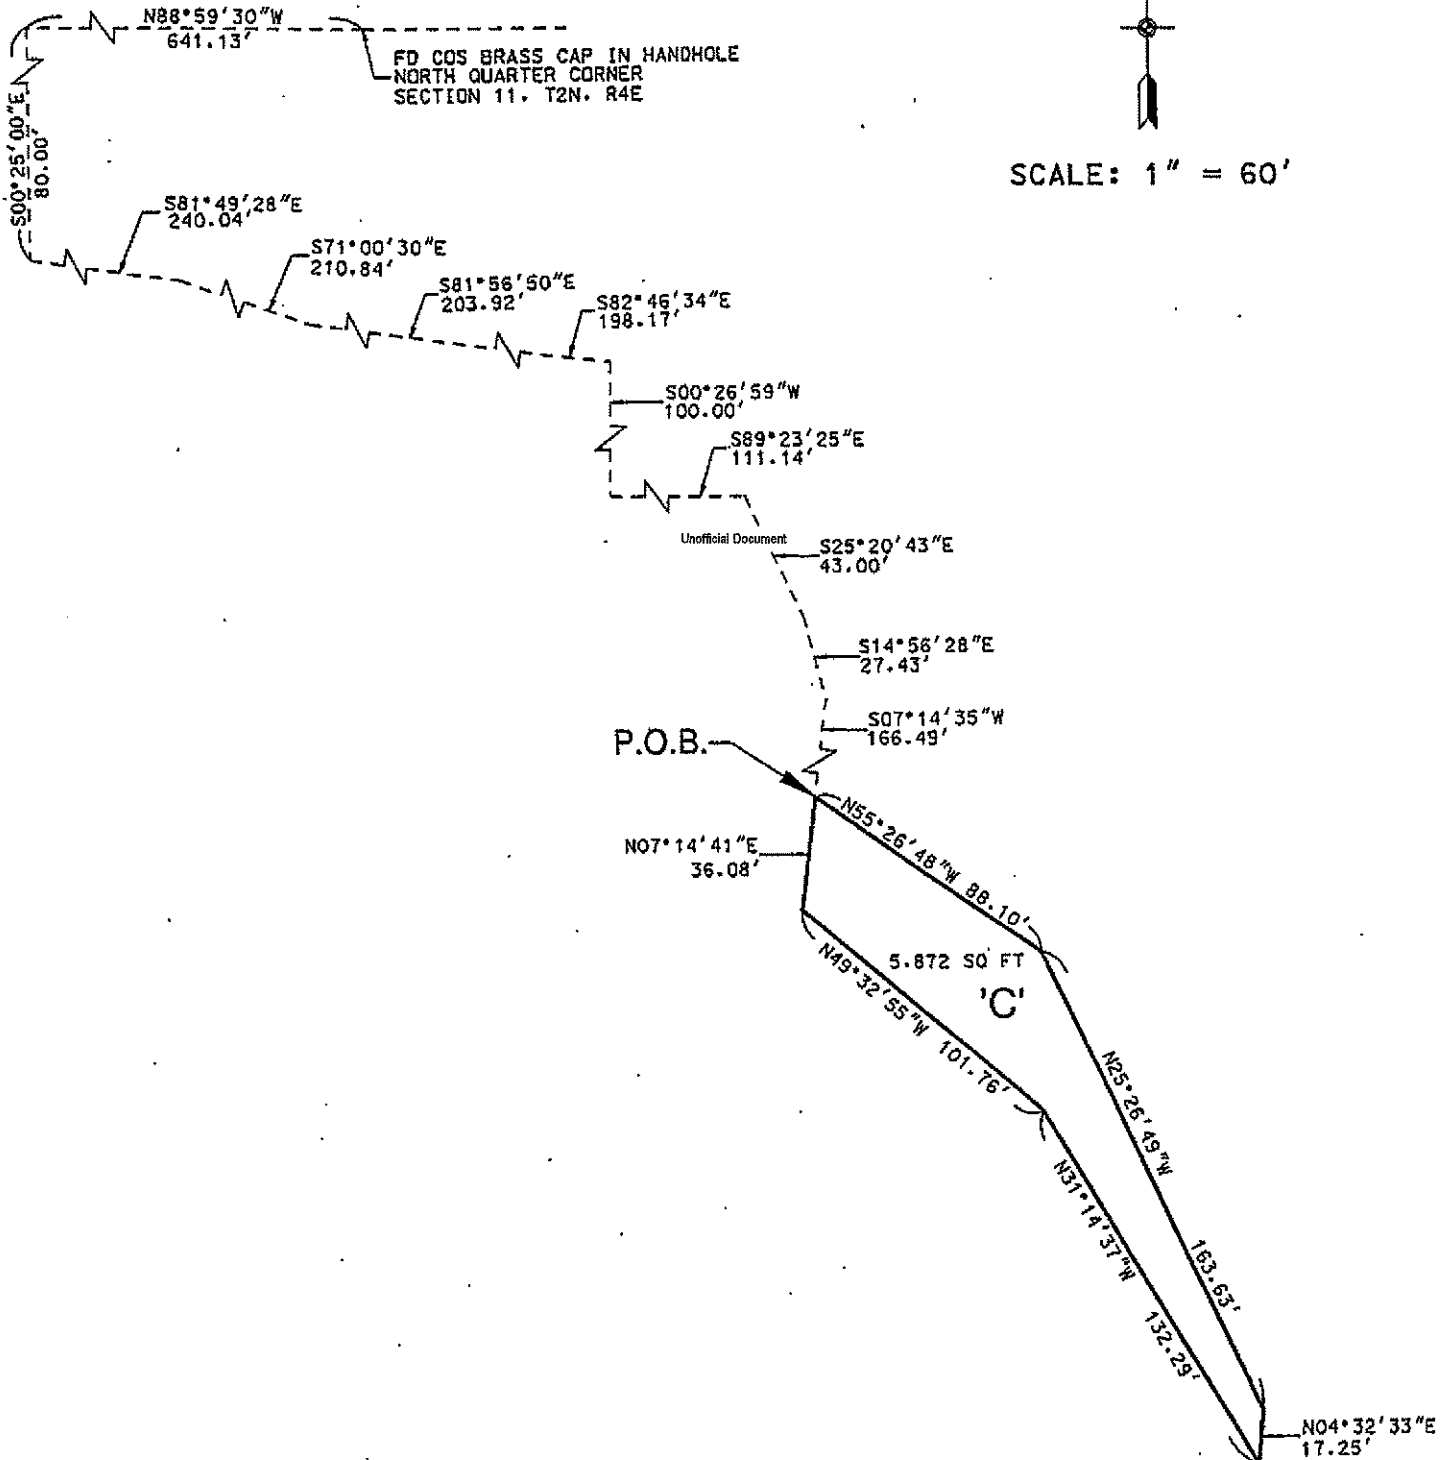 N88°59'30"W
641.13'
FD COS BRASS CAP IN HANDHOLE
NORTH QUARTER CORNER
SECTION 11. T2N. R4E
S00°25'00"E
80.00'
SCALE: 1" = 60'
S81°49'28"E
240.04'
S71°00'30"E
210.84'
S81°56'50"E
203.92'
S82°46'34"E
198.17'
S00°26'59"W
100.00'
S89°23'25"E
111.14'
Unofficial Document
S25°20'43"E
43.00'
S14°56'28"E
27.43'
S07°14'35"W
166.49'
P.O.B.
N55°26'48"W 88.10'
N07°14'41"E
36.08'
5.872 SQ FT
'C'
N49°32'55"W 101.76'
N25°26'49"W 163.63'
N31°14'37"W 132.29'
N04°32'33"E
17.25'